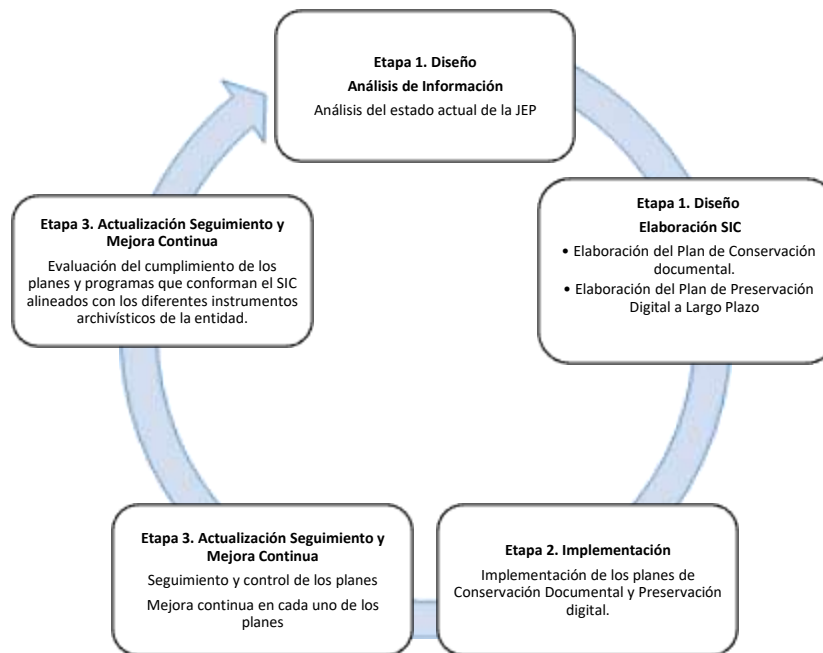 Etapa 1. Diseño
Análisis de Información
Análisis del estado actual de la JEP
Etapa 1. Diseño
Elaboración SIC
• Elaboración del Plan de Conservación
documental.
• Elaboración del Plan de Preservación
Digital a Largo Plazo
Etapa 2. Implementación
Implementación de los planes de
Conservación Documental y Preservación
digital.
Etapa 3. Actualización Seguimiento y
Mejora Continua
Seguimiento y control de los planes
Mejora continua en cada uno de los
planes
Etapa 3. Actualización Seguimiento y
Mejora Continua
Evaluación del cumplimiento de los
planes y programas que conforman el SIC
alineados con los diferentes instrumentos
archivísticos de la entidad.